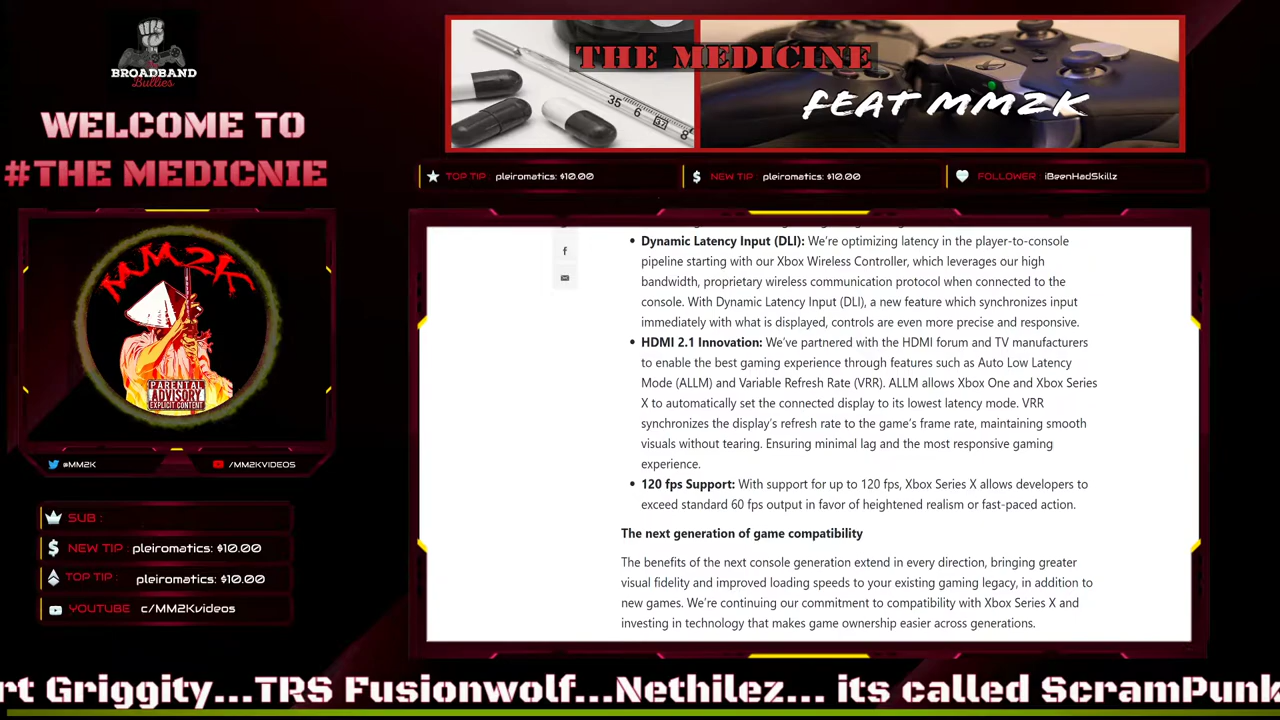 BROADBAND
Bullies
WELCOME TO
#THE MEDICNIE
THE MEDICINE
FEAT MM2K
35
6
37
8
TOP TIP pleiromatics: $10.00
$ NEW TIP pleiromatics: $10.00
FOLLOWER iBeenHadSkillz
MM2K
PARENTAL
ADVISORY
EXPLICIT CONTENT
@MM2K
/MM2KVIDEOS
SUB :
$ NEW TIP : pleiromatics: $10.00
TOP TIP : pleiromatics: $10.00
YOUTUBE c/MM2Kvideos
f
• Dynamic Latency Input (DLI): We're optimizing latency in the player-to-console
pipeline starting with our Xbox Wireless Controller, which leverages our high
bandwidth, proprietary wireless communication protocol when connected to the
console. With Dynamic Latency Input (DLI), a new feature which synchronizes input
immediately with what is displayed, controls are even more precise and responsive.
• HDMI 2.1 Innovation: We've partnered with the HDMI forum and TV manufacturers
to enable the best gaming experience through features such as Auto Low Latency
Mode (ALLM) and Variable Refresh Rate (VRR). ALLM allows Xbox One and Xbox Series
X to automatically set the connected display to its lowest latency mode. VRR
synchronizes the display's refresh rate to the game's frame rate, maintaining smooth
visuals without tearing. Ensuring minimal lag and the most responsive gaming
experience.
• 120 fps Support: With support for up to 120 fps, Xbox Series X allows developers to
exceed standard 60 fps output in favor of heightened realism or fast-paced action.
The next generation of game compatibility
The benefits of the next console generation extend in every direction, bringing greater
visual fidelity and improved loading speeds to your existing gaming legacy, in addition to
new games. We're continuing our commitment to compatibility with Xbox Series X and
investing in technology that makes game ownership easier across generations.
rt Griggity...TRS Fusionwolf...Nethilez... its called ScramPunk